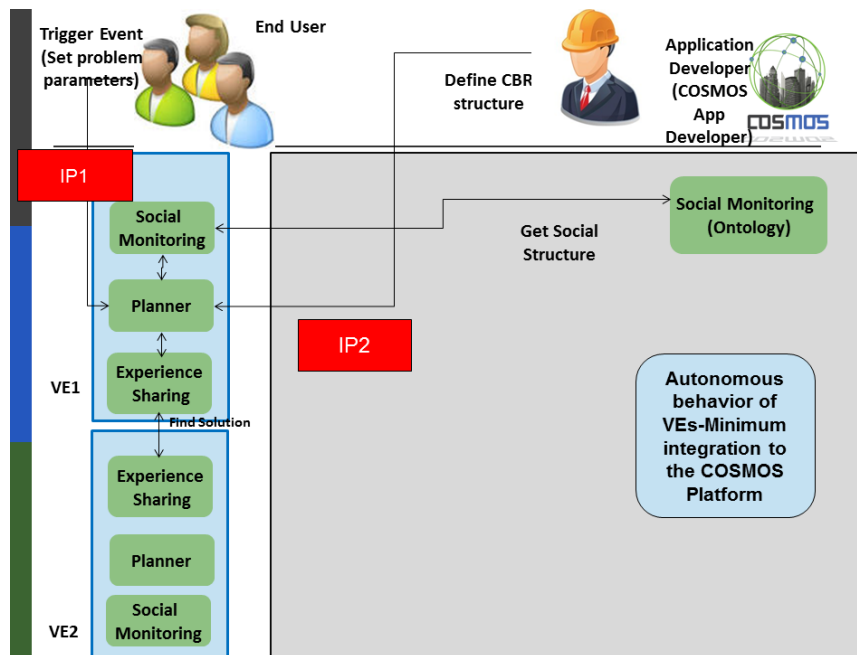 Trigger Event
(Set problem
parameters)
End User
Define CBR
structure
Application
Developer
(COSMOS
App
Developer)
COSMOS
IP1
Social
Monitoring
Planner
Experience
Sharing
VE1
Find Solution
Experience
Sharing
Planner
Social
Monitoring
VE2
Get Social
Structure
Social Monitoring
(Ontology)
IP2
Autonomous
behavior of
VEs-Minimum
integration to
the COSMOS
Platform